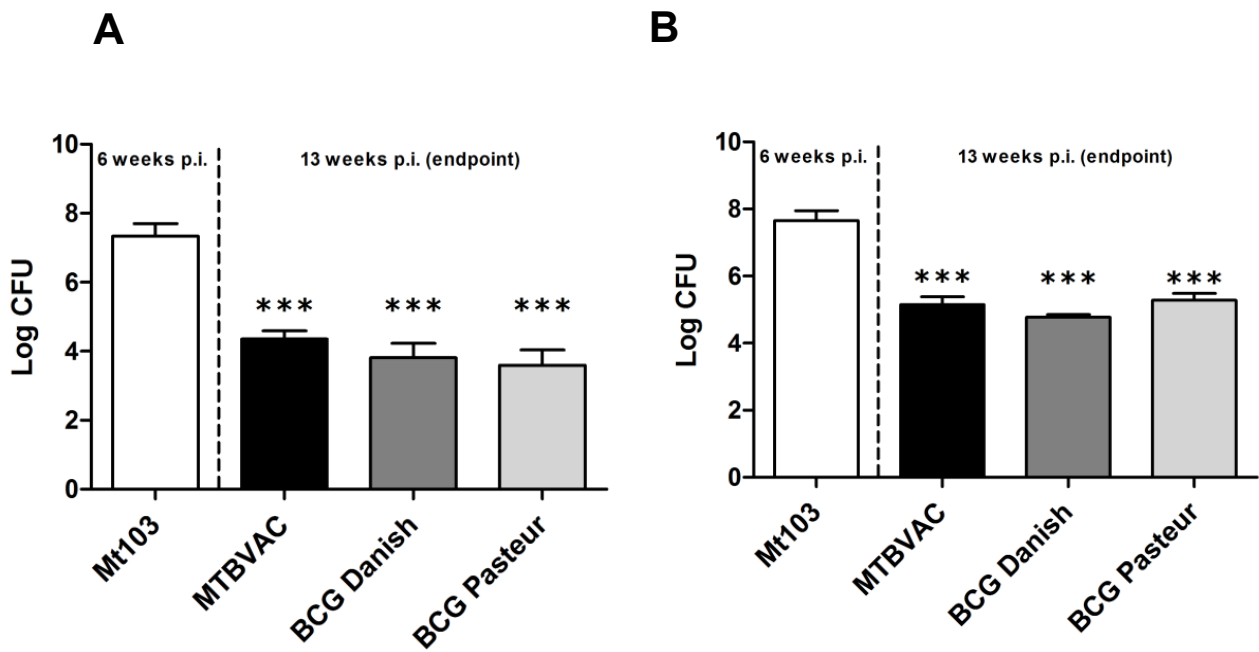 A
10
8
6
4
2
0
Log CFU
6 weeks p.i.
13 weeks p.i. (endpoint)
***
***
***
Mt103
MTBVAC
BCG Danish
BCG Pasteur
B
10
8
6
4
2
0
Log CFU
6 weeks p.i.
13 weeks p.i. (endpoint)
***
***
***
Mt103
MTBVAC
BCG Danish
BCG Pasteur